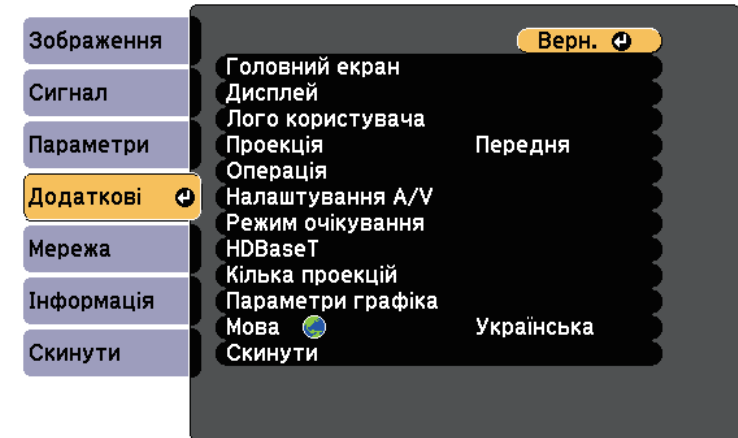 Зображення
Сигнал
Параметри
Додаткові
Мережа
Інформація
Скинути
Верн.
Головний екран
Дисплей
Лого користувача
Проекція Передня
Операція
Налаштування A/V
Режим очікування
HDBaseT
Кілька проекцій
Параметри графіка
Мова Українська
Скинути